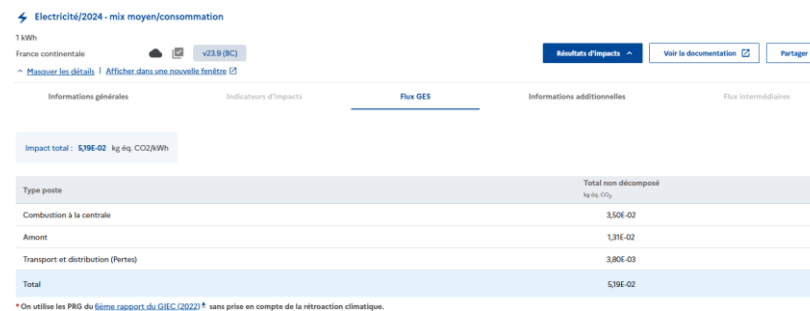 Electricité/2024 - mix moyen/consommation
1 kWh
France continentale v23.9 (BC) Résultats d'impacts Voir la documentation Partager
Masquer les détails | Afficher dans une nouvelle fenêtre
Informations générales Indicateurs d'impacts Flux GES Informations additionnelles Flux intermédiaires
Impact total : 5,19E-02 kg éq. CO2/kWh
Type poste Total non décomposé
kg éq. CO₂
Combustion à la centrale 3,50E-02
Amont 1,31E-02
Transport et distribution (Pertes) 3,80E-03
Total 5,19E-02
* On utilise les PRG du 6ème rapport du GIEC (2022) sans prise en compte de la rétroaction climatique.